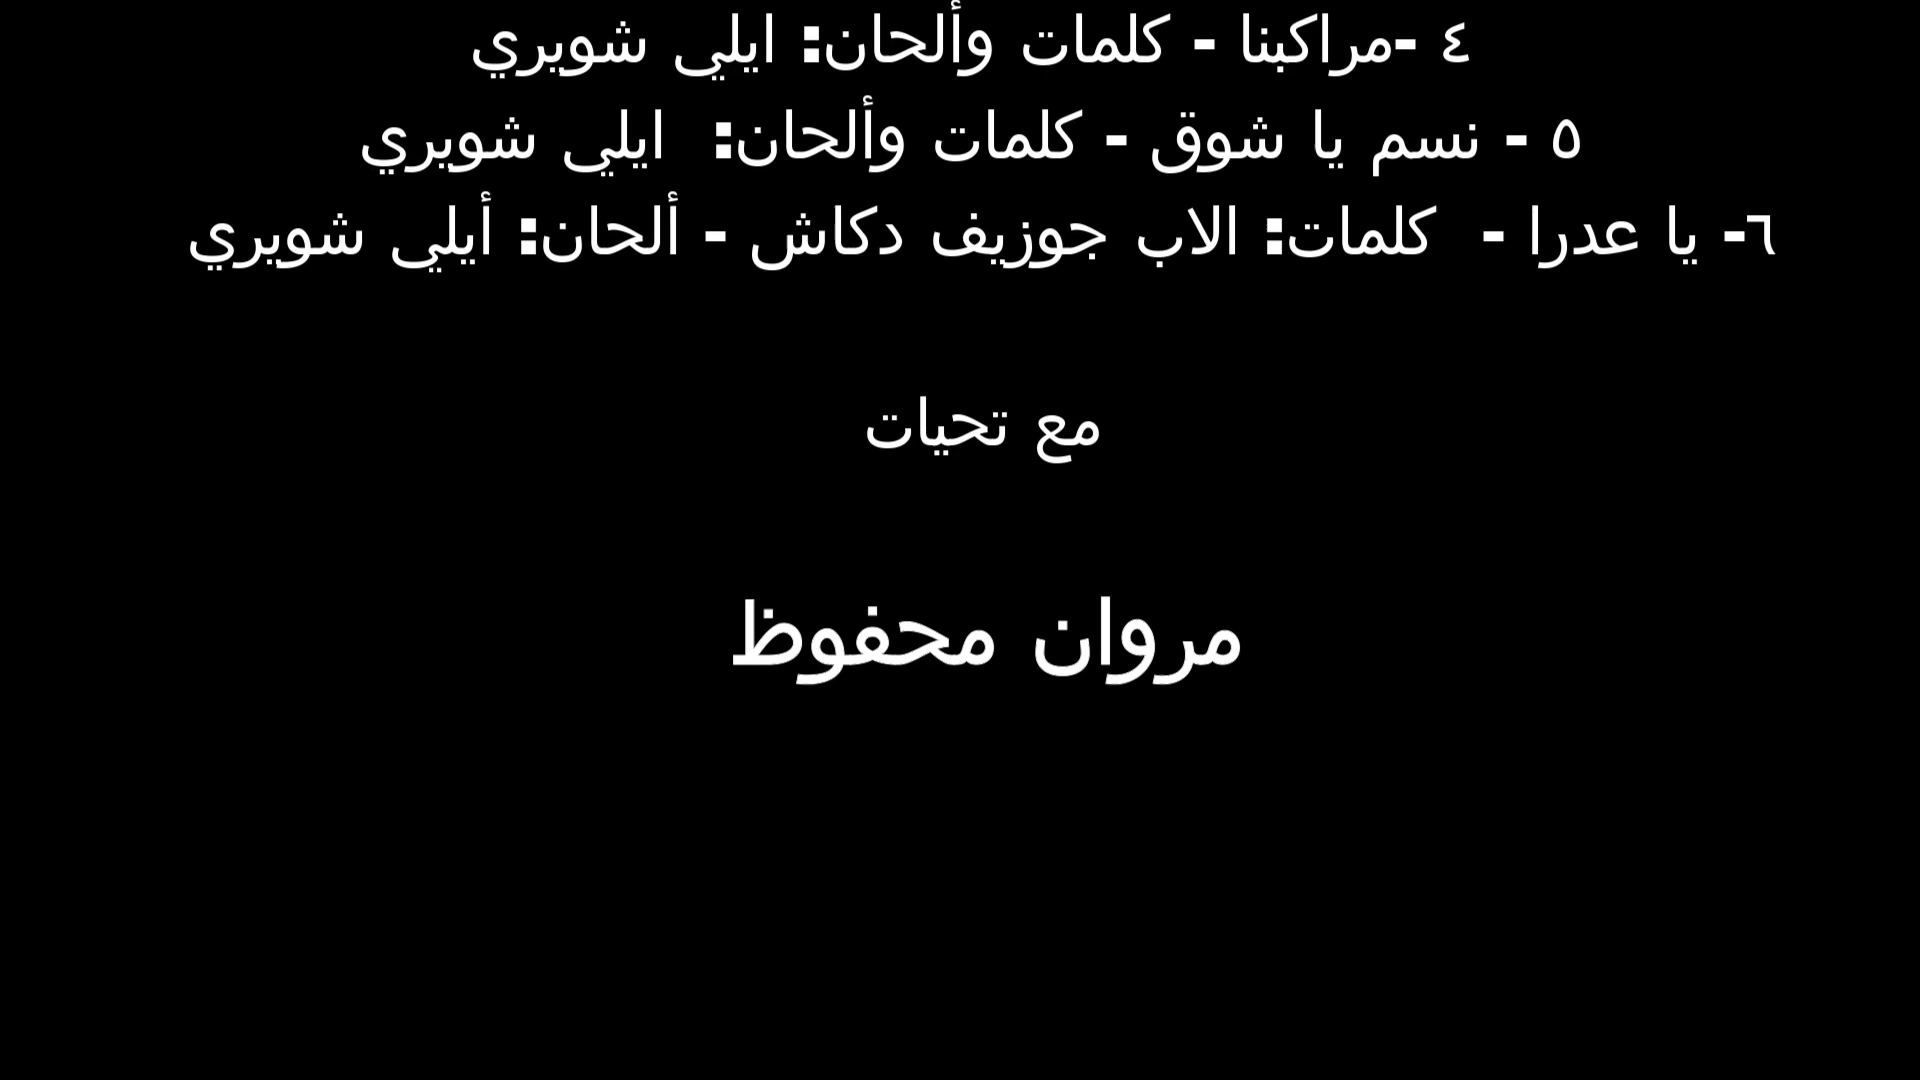 ٤ -مراكبنا - كلمات وألحان: ايلي شويري
٥ - نسم يا شوق - كلمات وألحان: ايلي شويري
٦- يا عدرا - كلمات: الاب جوزيف دكاش - ألحان: أيلي شويري
مع تحيات
مروان محفوظ